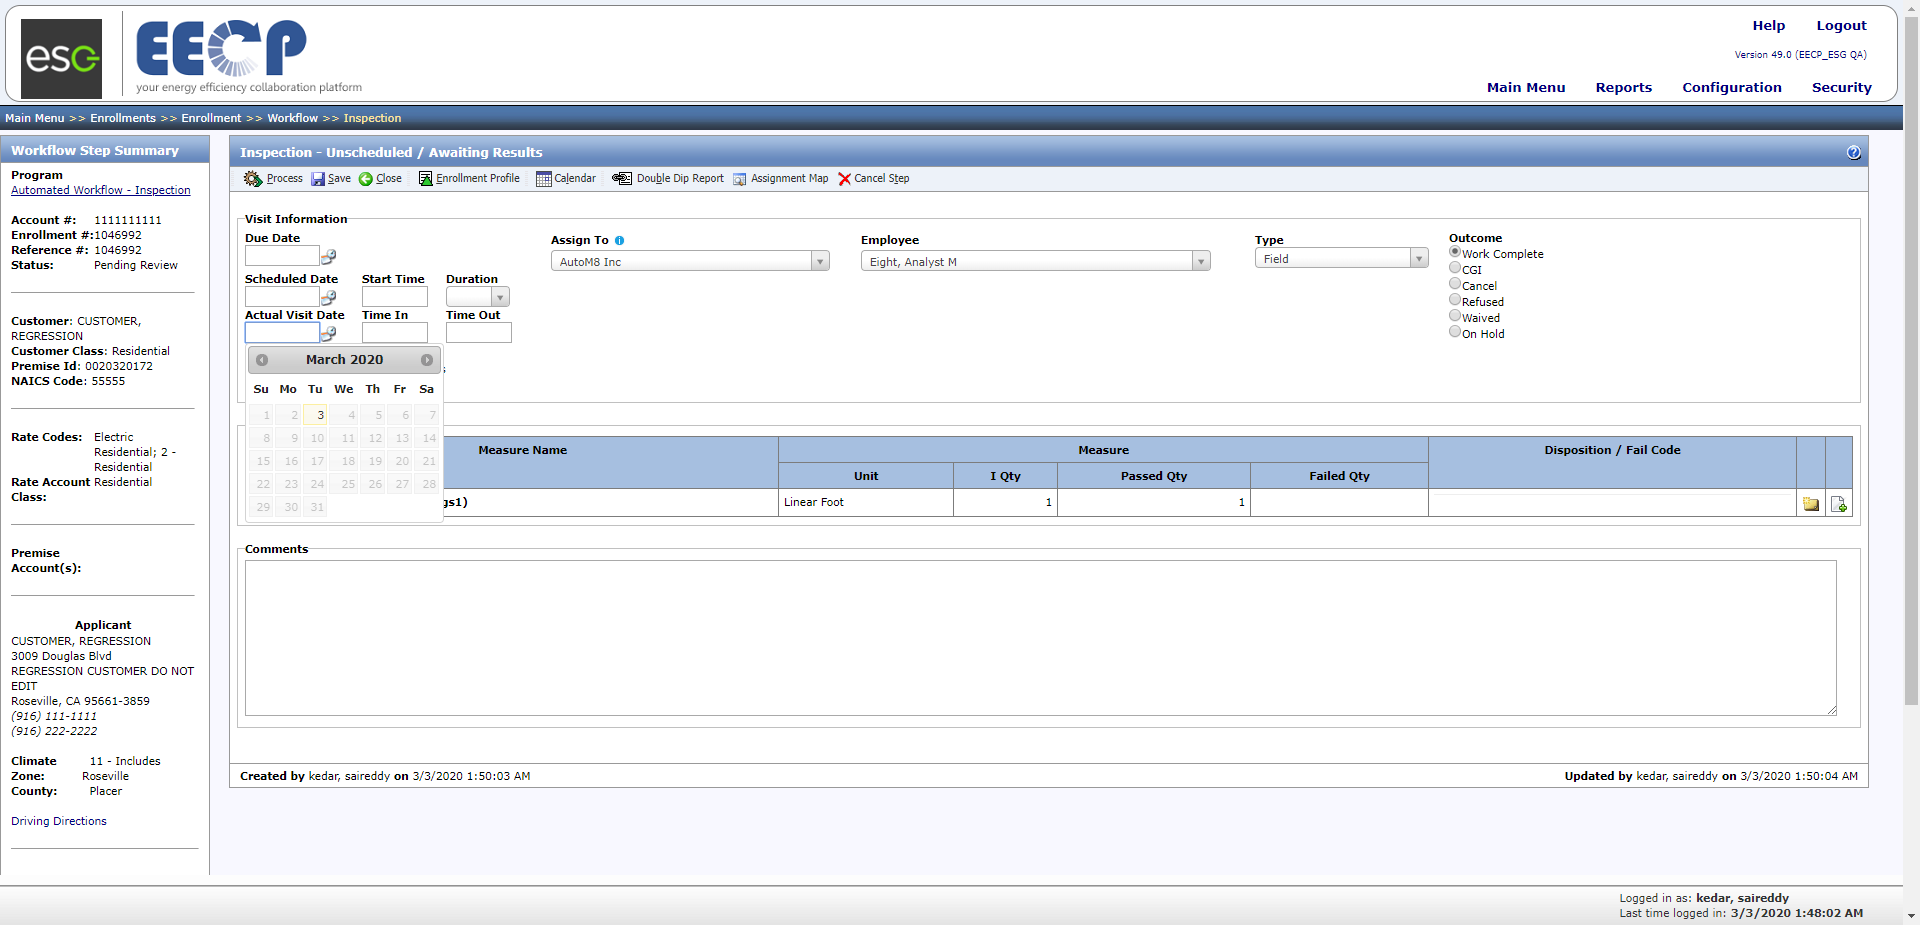 esg
EECP
your energy efficiency collaboration platform
Help Logout
Version 49.0 (EECP_ESG QA)
Main Menu Reports Configuration Security
Main Menu >> Enrollments >> Enrollment >> Workflow >> Inspection
Workflow Step Summary
Program
Automated Workflow - Inspection
Account #: 1111111111
Enrollment #:1046992
Reference #: 1046992
Status: Pending Review
Customer: CUSTOMER,
REGRESSION
Customer Class: Residential
Premise Id: 0020320172
NAICS Code: 55555
Rate Codes: Electric
Residential; 2 -
Residential
Rate Account Residential
Class:
Premise
Account(s):
Applicant
CUSTOMER, REGRESSION
3009 Douglas Blvd
REGRESSION CUSTOMER DO NOT
EDIT
Roseville, CA 95661-3859
(916) 111-1111
(916) 222-2222
Climate 11 - Includes
Zone: Roseville
County: Placer
Driving Directions
Inspection - Unscheduled / Awaiting Results
Process Save Close Enrollment Profile Calendar Double Dip Report Assignment Map Cancel Step
Visit Information
Due Date
Scheduled Date Start Time Duration
Actual Visit Date Time In Time Out
Assign To
AutoM8 Inc
Employee
Eight, Analyst M
Type
Field
Outcome
Work Complete
CGI
Cancel
Refused
Waived
On Hold
March 2020
Su Mo Tu We Th Fr Sa
1 2 3 4 5 6 7
8 9 10 11 12 13 14
15 16 17 18 19 20 21
22 23 24 25 26 27 28
29 30 31
Measure Name Measure Disposition / Fail Code
Unit I Qty Passed Qty Failed Qty
gs1) Linear Foot 1 1
Comments
Created by kedar, saireddy on 3/3/2020 1:50:03 AM
Updated by kedar, saireddy on 3/3/2020 1:50:04 AM
Logged in as: kedar, saireddy
Last time logged in: 3/3/2020 1:48:02 AM